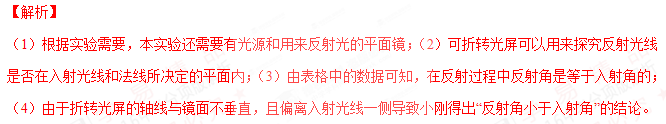 【解析】
（1）根据实验需要，本实验还需要有光源和用来反射光的平面镜；（2）可折转光屏可以用来探究反射光线
是否在入射光线和法线所决定的平面内；（3）由表格中的数据可知，在反射过程中反射角是等于入射角的；
（4）由于折转光屏的轴线与镜面不垂直，且偏离入射光线一侧导致小刚得出“反射角小于入射角”的结论。